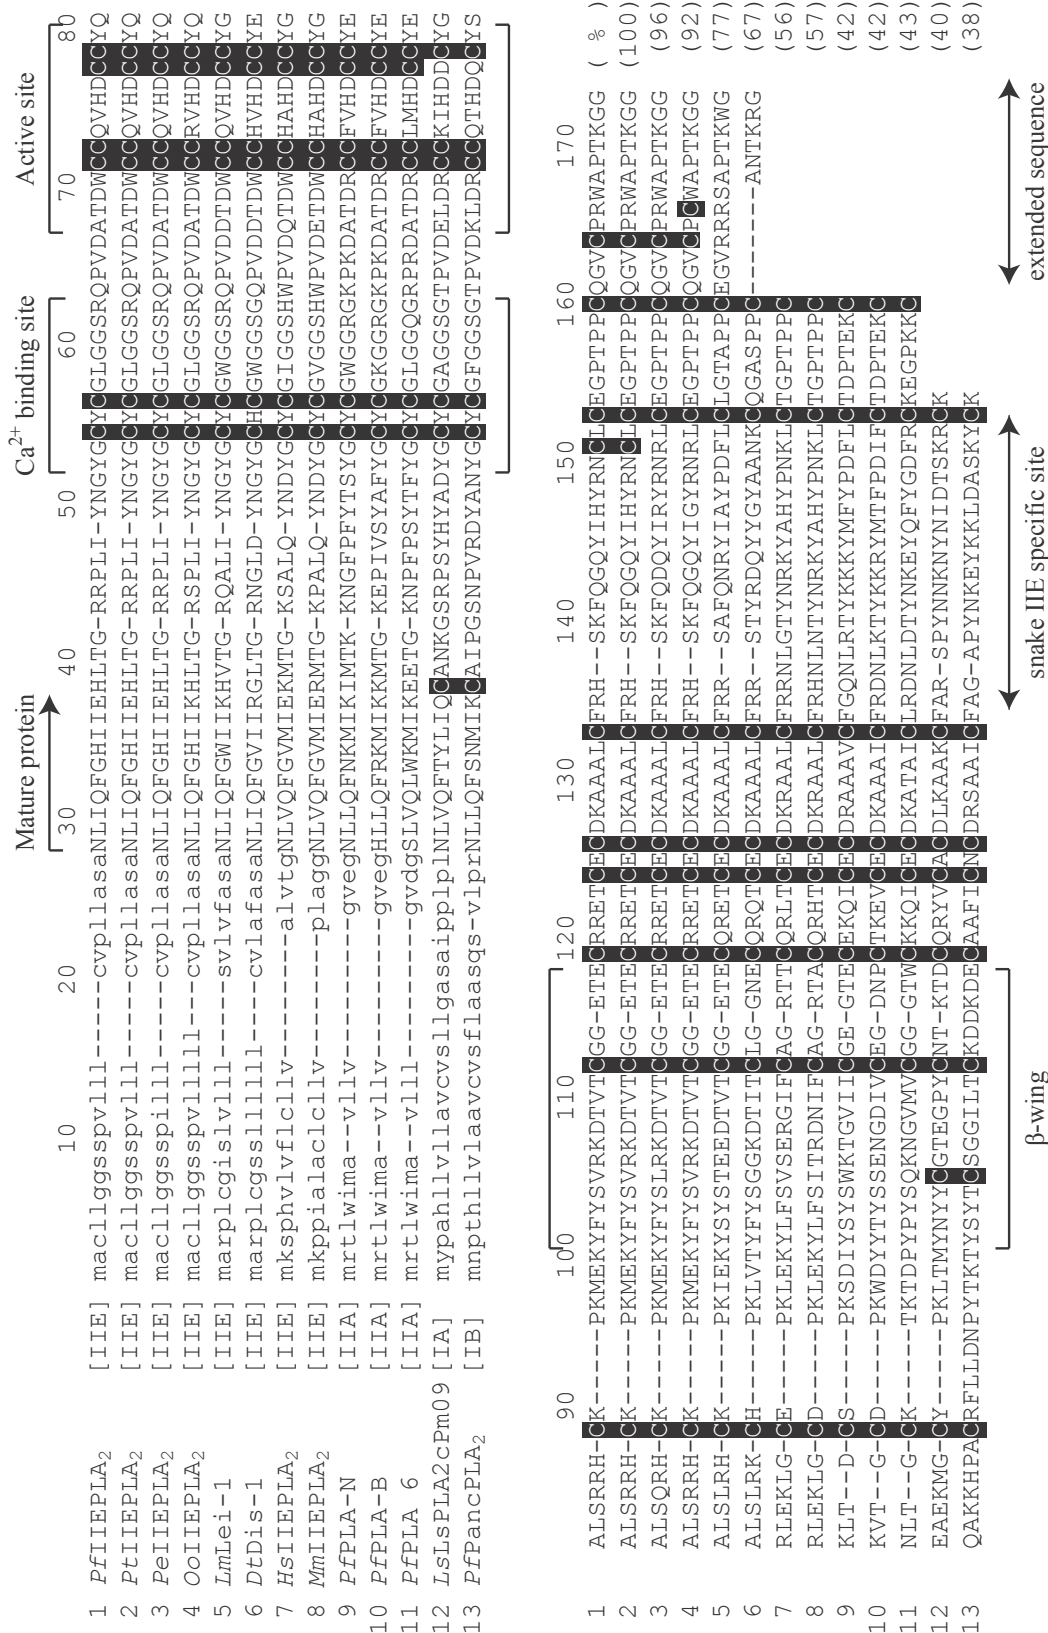 Mature protein
Ca2+ binding site
Active site
10 20 30 40 50 60 70 80
1 PfIIEPLA2 [IIE] macllggsspvlll------cvpllasaNLIQFGHIIEHLTG-RRPLI-YNGYGCYCGLGGSRQPVDATDWCCQVHDCCYQ
2 PtIIEPLA2 [IIE] macllggsspvlll------cvpllasaNLIQFGHIIEHLTG-RRPLI-YNGYGCYCGLGGSRQPVDATDWCCQVHDCCYQ
3 PeIIEPLA2 [IIE] macllggsspilll------cvpllasaNLIQFGHIIEHLTG-RRPLI-YNGYGCYCGLGGSRQPVDATDWCCQVHDCCYQ
4 OoIIEPLA2 [IIE] macllggsspvllllll---cvpllasaNLIQFGHIIKHLTG-RSPLI-YNGYGCYCGLGGSRQPVDATDWCCRVHDCCYQ
5 LmLei-1 [IIE] marplcgislvlll------svlvfasaNLIQFGWIIKHVTG-RQALI-YNGYGCYCGWGGSRQPVDDTDWCCQVHDCCYG
6 DtDis-1 [IIE] marplcgssllllll-----cvlafasaNLIQFGVIIRGLTG-RNGLD-YNGYGCHCGWGGSGQPVDDTDWCCHVHDCCYE
7 HsIIEPLA2 [IIE] mksphvlvflcllv---------alvtgNLVQFGVMIEKMTG-KSALQ-YNDYGCYCGIGGSHWPVDQTDWCCHAHDCCYG
8 MmIIEPLA2 [IIE] mkppialaclcllv---------plaggNLVQFGVMIERMTG-KPALQ-YNDYGCYCGVGGSHWPVDETDWCCHAHDCCYG
9 PfPLA-N [IIA] mrtlwima--vllv---------gvegNLLQFNKMIKIMTK-KNGFPFYTSYGCYCGWGGRGKPKDATDRCCFVHDCCYE
10 PfPLA-B [IIA] mrtlwima--vllv---------gvegHLLQFRKMIKKMTG-KEPIVSYAFYGCYCGKGGRGKPKDATDRCCFVHDCCYE
11 PfPLA 6 [IIA] mrtlwima--vlll---------gvdgSLVQLWKMIKEETG-KNPFPSYTFYGCYCGLGGQGRPRDATDRCCLMHDCCYE
12 LsLsPLA2cPm09 [IA] mypahllvllavcvsllgasaipplplNLVQFTYLIQCANKGSRPSYHYADYGCYCGAGGSGTPVDELDRCCKIHDDCYG
13 PfPancPLA2 [IB] mnpthllvlaavcvsflaasqs-vlprNLLQFSNMIKCAIPGSNPVRDYANYGCYCGFGGSGTPVDKLDRCCQTHDQCYS
90 100 110 120 130 140 150 160 170
1 ALSRRH-CK------PKMEKYFYSVRKDTVTCGG-ETECRRETCECDKAAALCFRH--SKFQGQYIHYRNCLCEGPTPPCQGVCPRWAPTKGG ( % )
2 ALSRRH-CK------PKMEKYFYSVRKDTVTCGG-ETECRRETCECDKAAALCFRH--SKFQGQYIHYRNCLCEGPTPPCQGVCPRWAPTKGG (100)
3 ALSQRH-CK------PKMEKYFYSLRKDTVTCGG-ETECRRETCECDKAAALCFRH--SKFQDQYIRYRNRLCEGPTPPCQGVCPRWAPTKGG (96)
4 ALSRRH-CK------PKMEKYFYSVRKDTVTCGG-ETECRRETCECDKAAALCFRH--SKFQGQYIGYRNRLCEGPTPPCQGVCPCWAPTKGG (92)
5 ALSLRH-CK------PKIEKYSYSTEEDTVTCGG-ETECQRETCECDKAAALCFRR--SAFQNRYIAYPDFLCLGTAPPCEGVRRRSAPTKWG (77)
6 ALSLRK-CH------PKLVTYFYSGGKDTITCLG-GNECQRQTCECDKAAALCFRR--STYRDQYYGYAANKCQGASPPC--------ANTKRG (67)
7 RLEKLG-CE------PKLEKYLFSVSERGIFCAG-RTTCQRLTCECDKRAALCFRRNLGTYNRKYAHYPNKLCTGPTPPC (56)
8 RLEKLG-CD------PKLEKYLFSITRDNIFCAG-RTACQRHTCECDKRAALCFRHNLNTYNRKYAHYPNKLCTGPTPPC (57)
9 KLT--D-CS------PKSDIYSYSWKTGVIICGE-GTECEKQICECDRAAAVCFGQNLRTYKKKYMFYPDFLCTDPTEKC (42)
10 KVT--G-CD------PKWDYYTYSSENGDIVCEG-DNPCTKEVCECDKAAAICFRDNLKTYKKRYMTFPDIFCTDPTEKC (42)
11 NLT--G-CK------TKTDPYPYSQKNGVMVCGG-GTWCKKQICECDKATAICLRDNLDTYNKEYQFYGDFRCKEGPKKC (43)
12 EAEKMG-CY------PKLTMYNYYCGTEGPYCNT-KTDCQRYVCACDLKAAKCFAR-SPYNNKNYNIDTSKRCK (40)
13 QAKKHPACRFLLDNPYTKTYSYTCSGGILTCKDDKDECAAFICNCDRSAAICFAG-APYNKEYKKLDASKYCK (38)
β-wing
snake IIE specific site
extended sequence